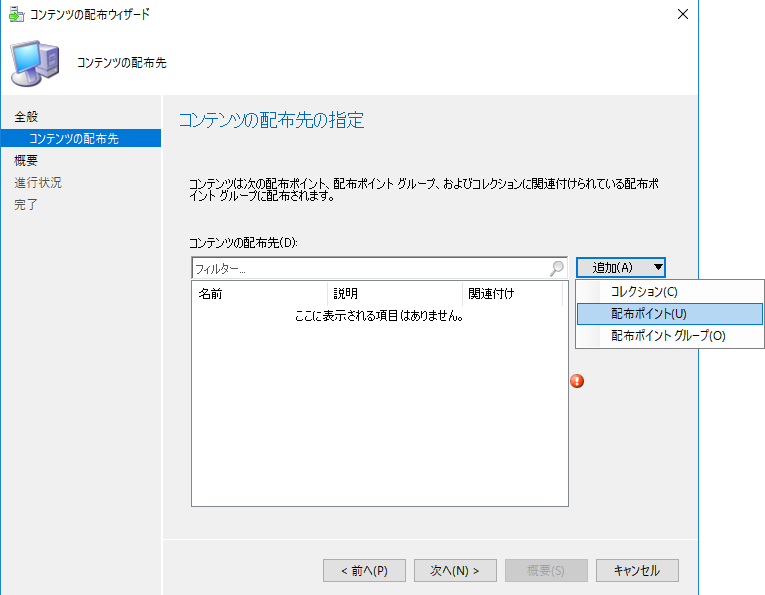 コンテンツの配布ウィザード
コンテンツの配布先
全般
コンテンツの配布先
概要
進行状況
完了
コンテンツの配布先の指定
コンテンツは次の配布ポイント、配布ポイント グループ、およびコレクションに関連付けられている配布ポ
イント グループに配布されます。
コンテンツの配布先(D):
フィルター...
追加(A)
コレクション(C)
配布ポイント(U)
配布ポイント グループ(O)
名前 説明 関連付け
ここに表示される項目はありません。
< 前へ(P) 次へ(N) > 概要(S) キャンセル